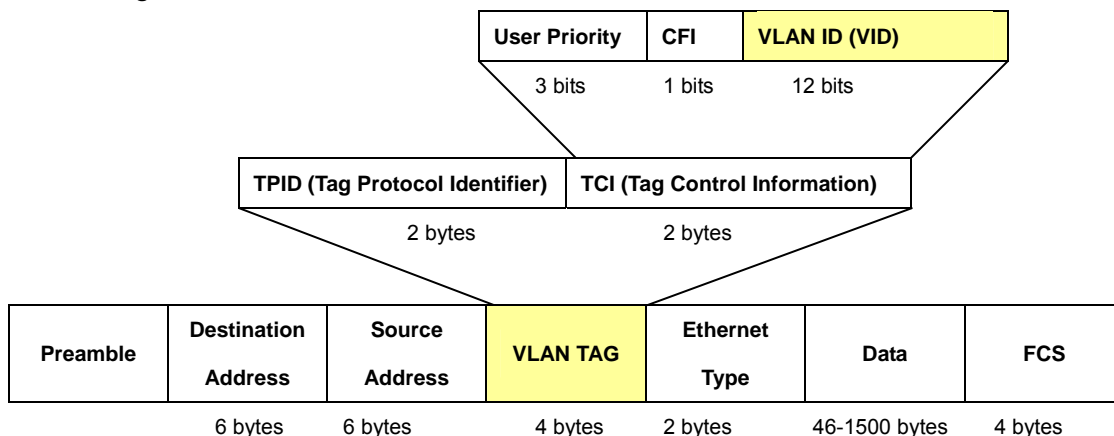 User Priority CFI VLAN ID (VID)
3 bits 1 bits 12 bits
TPID (Tag Protocol Identifier) TCI (Tag Control Information)
2 bytes 2 bytes
Preamble Destination Address Source Address VLAN TAG Ethernet Type Data FCS
6 bytes 6 bytes 4 bytes 2 bytes 46-1500 bytes 4 bytes